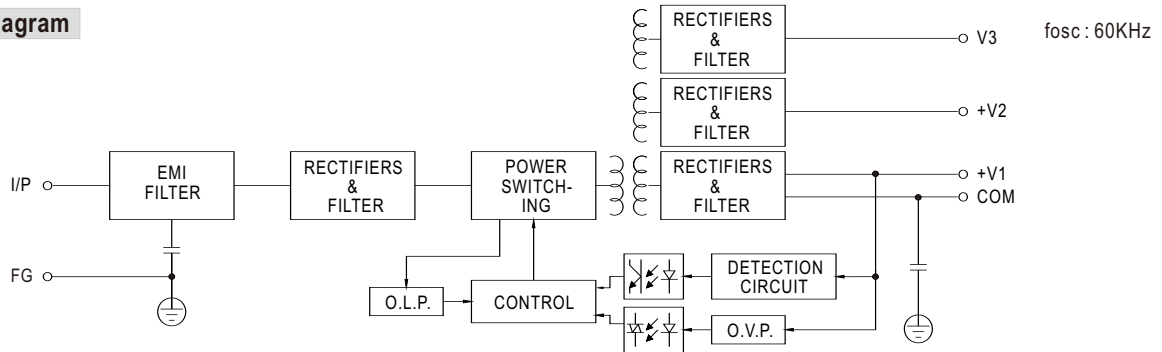 agram
fosc : 60KHz
RECTIFIERS
&
FILTER
V3
RECTIFIERS
&
FILTER
+V2
I/P
EMI
FILTER
RECTIFIERS
&
FILTER
POWER
SWITCH-
ING
RECTIFIERS
&
FILTER
+V1
COM
FG
O.L.P.
CONTROL
DETECTION
CIRCUIT
O.V.P.